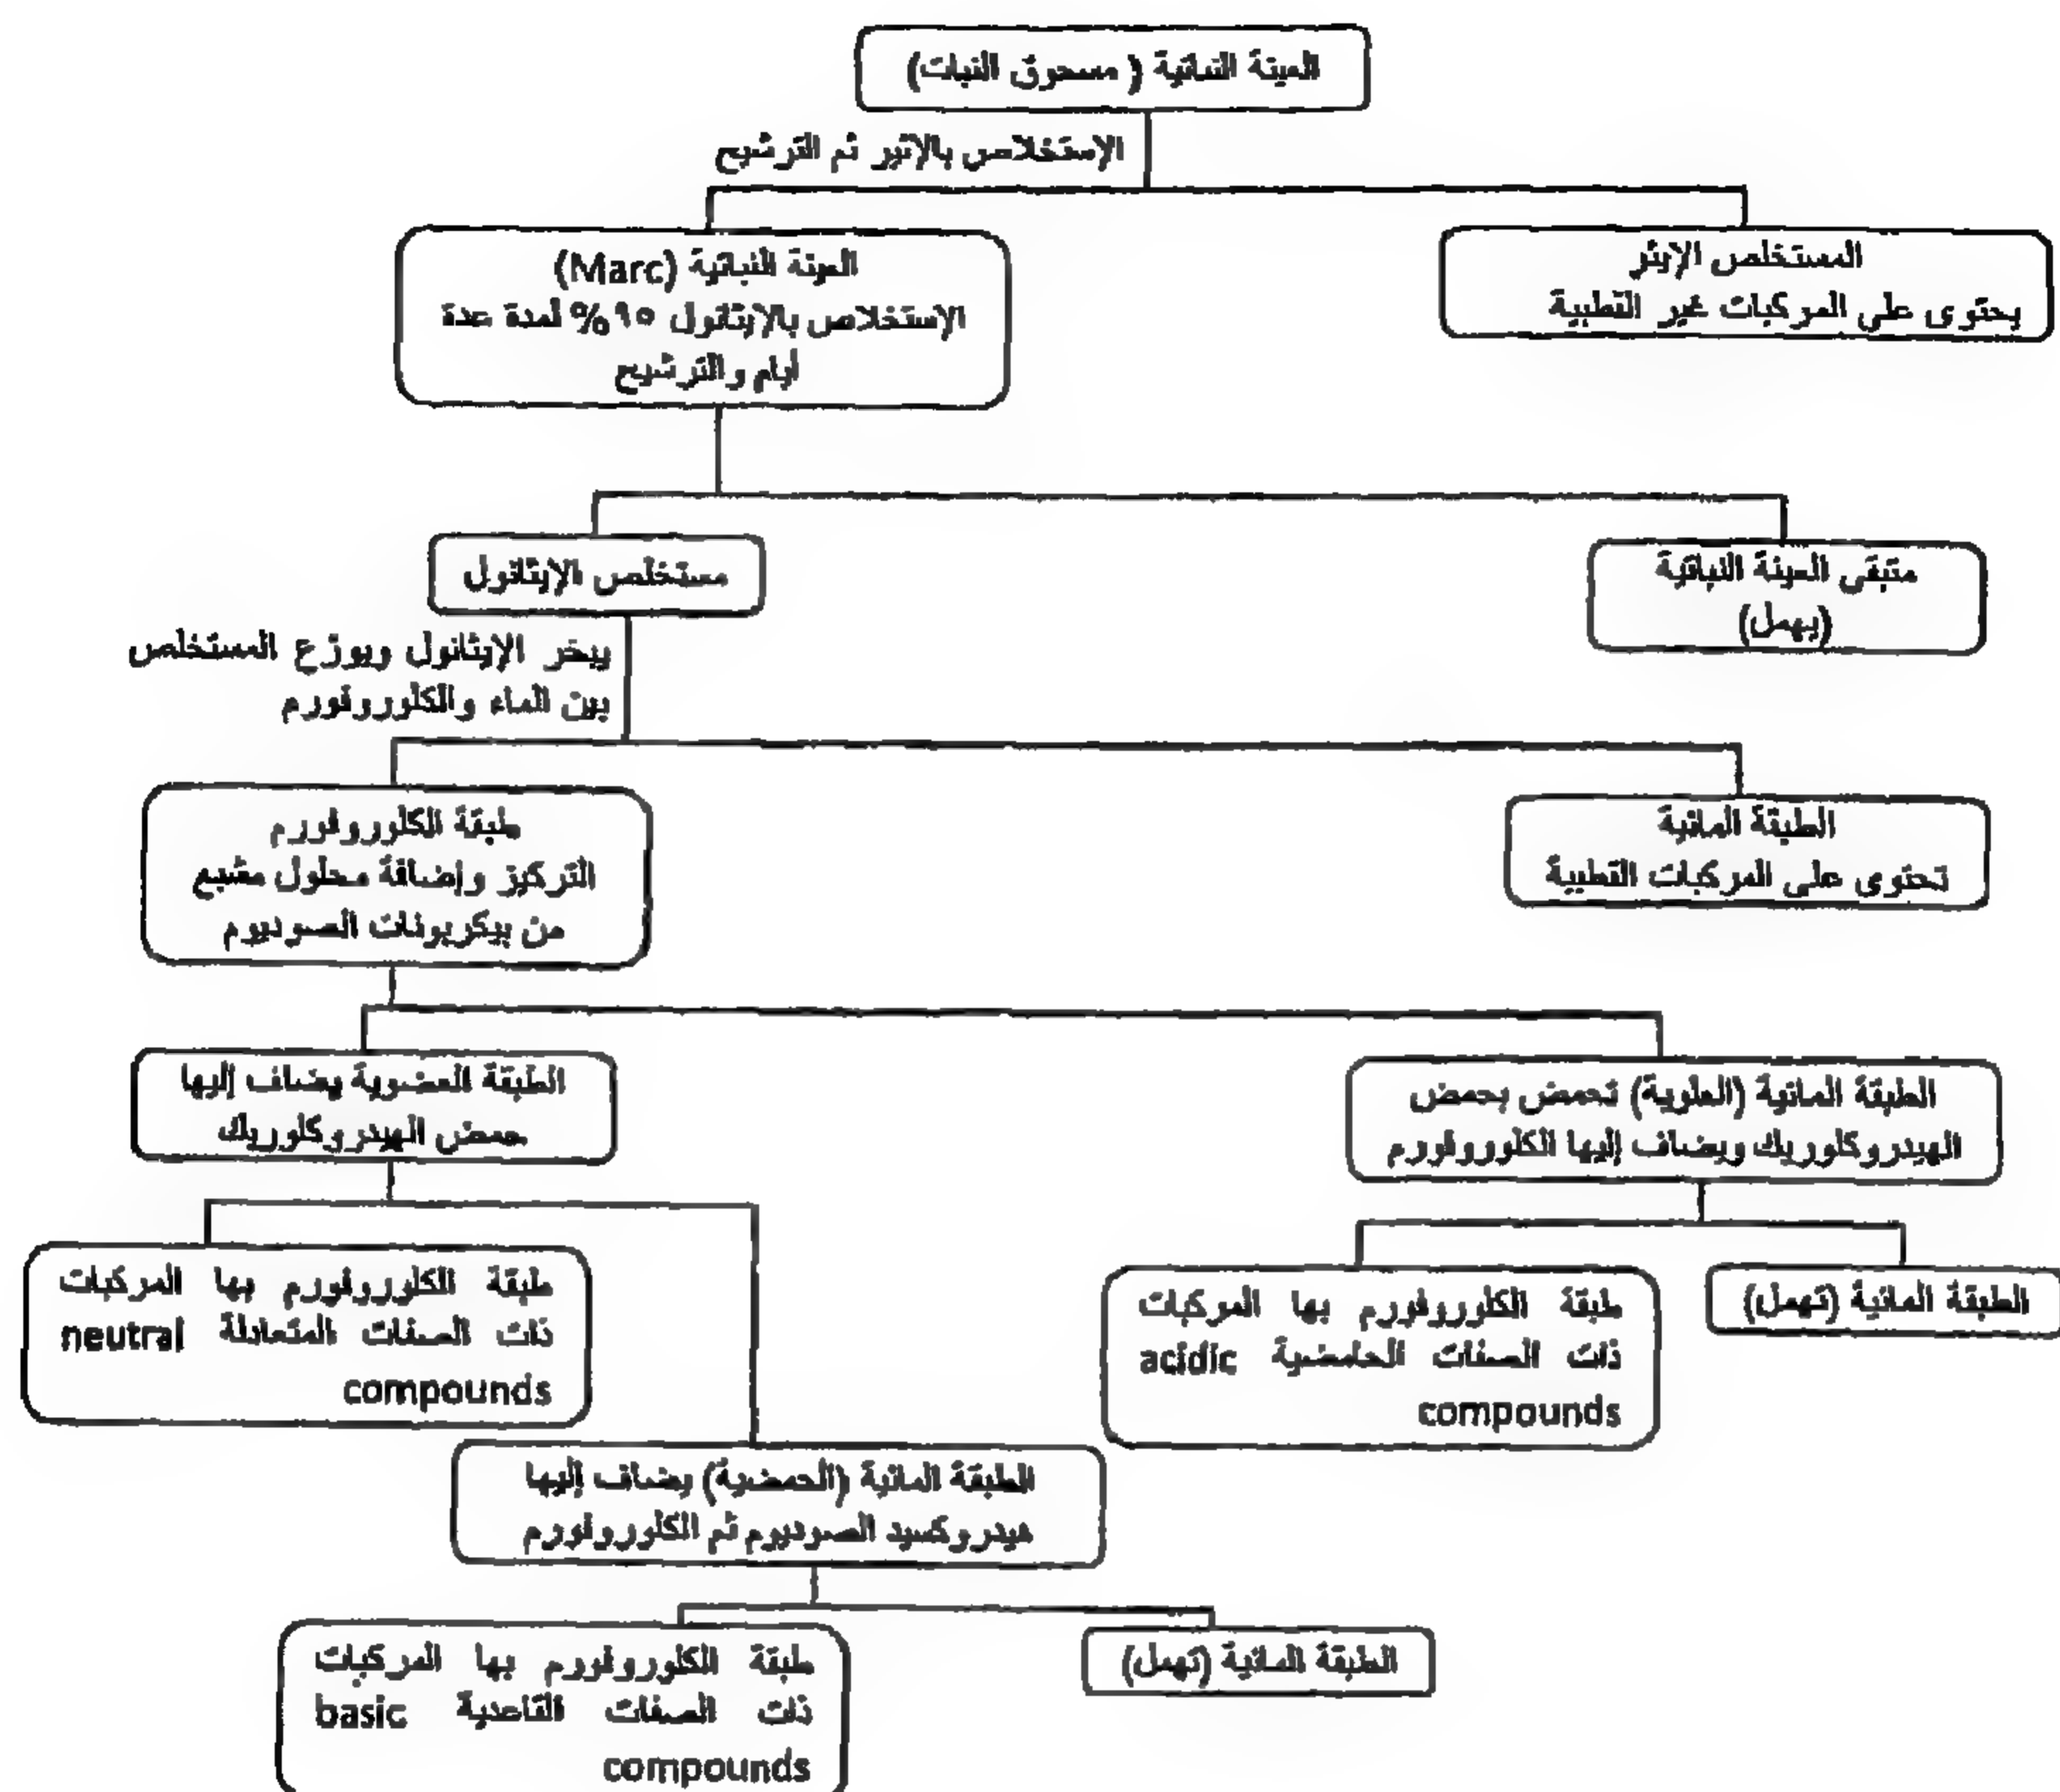 العينة النباتية ( مسحوق النبات)
الإستخلاص بالاثير ثم الترشيح
المستخلص الإيثر
يحتوى على المركبات غير القطبية
العينة النباتية (Marc)
الإستخلاص بالإيثانول ٩٥% لمدة عدة
أيام والترشيح
متبقى العينة النباتية
(يهمل)
مستخلص الإيثانول
يبخر الإيثانول ويوزع المستخلص
بين الماء والكلوروفورم
الطبقة المائية
تحتوى على المركبات القطبية
طبقة الكلوروفورم
التركيز وإضافة محلول مشبع
من بيكربونات الصوديوم
الطبقة المائية (العلوية) تحمض بحمض
الهيدروكلوريك ويضاف إليها الكلوروفورم
الطبقة العضوية يضاف إليها
حمض الهيدروكلوريك
الطبقة المائية (تهمل)
طبقة الكلوروفورم بها المركبات
ذات الصفات الحامضية acidic
compounds
طبقة الكلوروفورم بها المركبات
ذات الصفات المتعادلة neutral
compounds
الطبقة المائية (الحمضية) يضاف إليها
هيدروكسيد الصوديوم ثم الكلوروفورم
الطبقة المائية (تهمل)
طبقة الكلوروفورم بها المركبات
ذات الصفات القاعدية basic
compounds